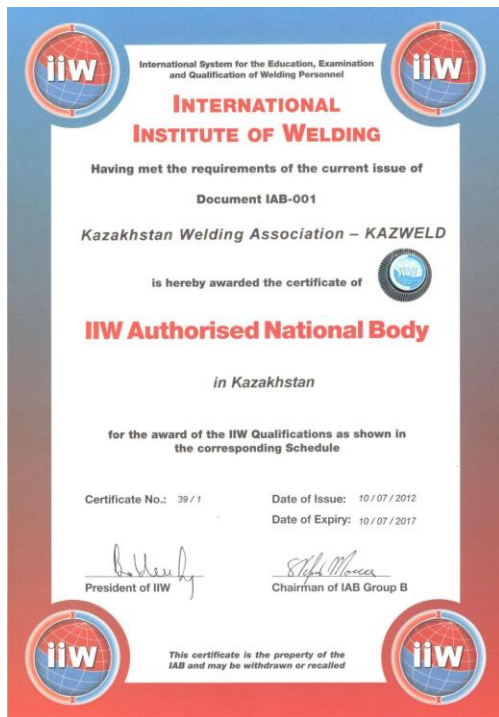 iiw
iiw
International System for the Education, Examination
and Qualification of Welding Personnel
INTERNATIONAL
INSTITUTE OF WELDING
Having met the requirements of the current issue of
Document IAB-001
Kazakhstan Welding Association – KAZWELD
is hereby awarded the certificate of
IIW Authorised National Body
in Kazakhstan
for the award of the IIW Qualifications as shown in
the corresponding Schedule
Certificate No.: 39 / 1
Date of Issue: 10 / 07 / 2012
Date of Expiry: 10 / 07 / 2017
President of IIW
Chairman of IAB Group B
iiw
This certificate is the property of the
IAB and may be withdrawn or recalled
iiw